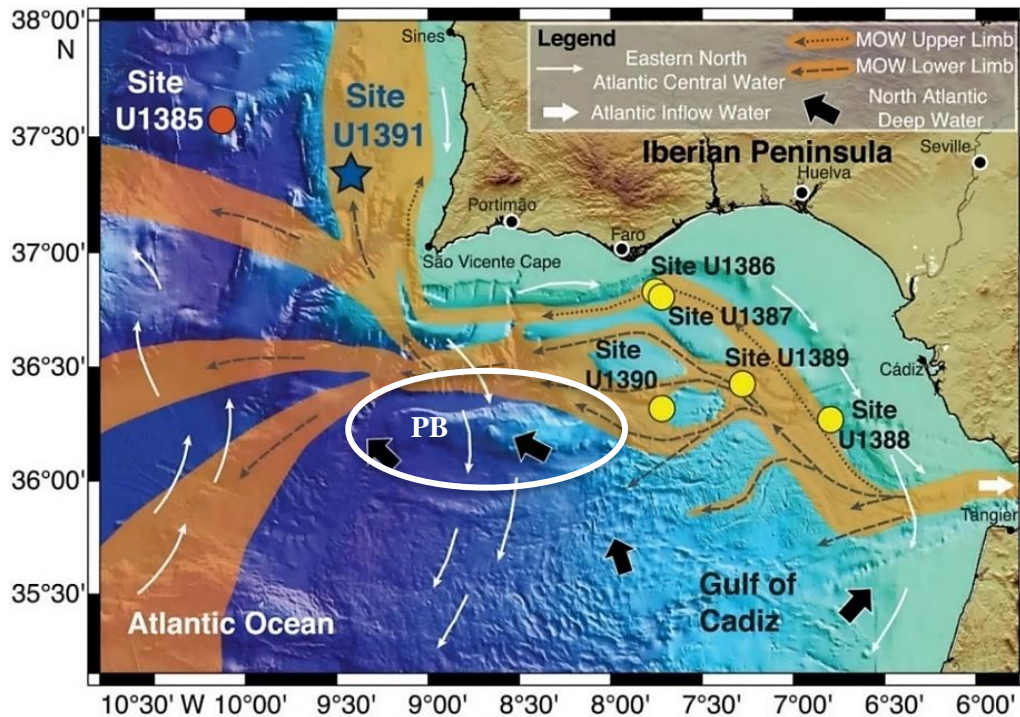 38°00'
N
37°30'
37°00'
36°30'
36°00'
35°30'
10°30' W
10°00'
9°30'
9°00'
8°30'
8°00'
7°30'
7°00'
6°30'
6°00'
Legend
Eastern North
Atlantic Central Water
Atlantic Inflow Water
MOW Upper Limb
MOW Lower Limb
North Atlantic
Deep Water
Sines
Site
U1385
Site
U1391
Iberian Peninsula
Seville
Huelva
Portimão
Faro
São Vicente Cape
Site U1386
Site U1387
Site
U1390
Site U1389
Cádiz
Site
U1388
PB
Tangier
Gulf of
Cadiz
Atlantic Ocean